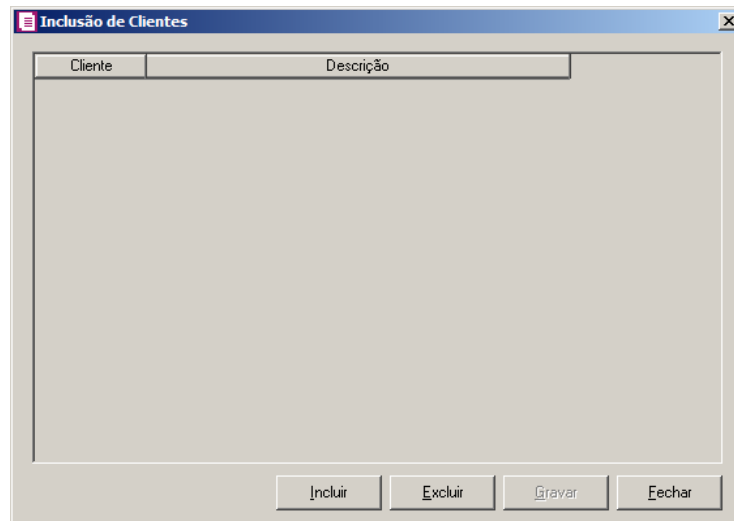 Inclusão de Clientes
Cliente Descrição
Incluir Excluir Gravar Fechar